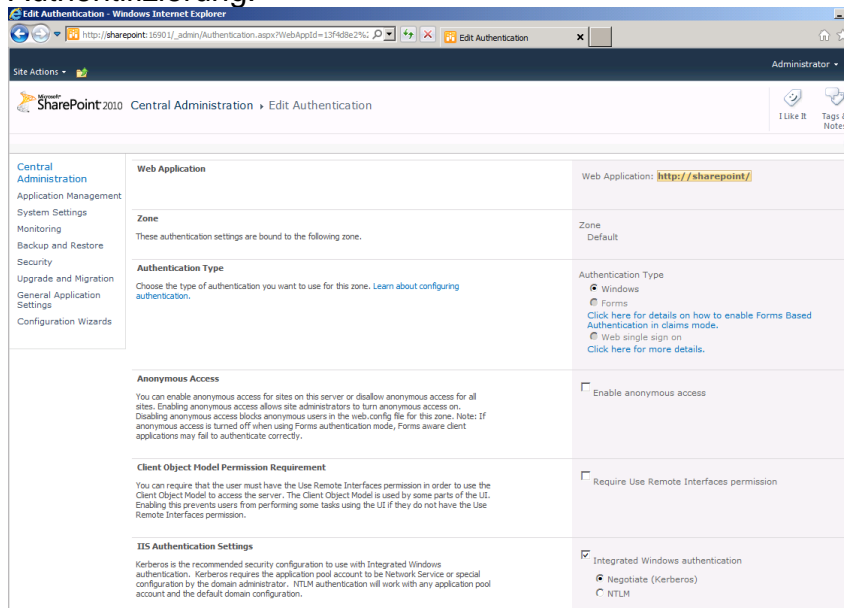 Authentifizierung.
Edit Authentication - Windows Internet Explorer
http://sharepoint:16901/_admin/Authentication.aspx?WebAppId=13f4d8e2%
Edit Authentication
Site Actions
Administrator
Microsoft
SharePoint 2010
Central Administration
Edit Authentication
I Like It
Tags &
Notes
Central
Administration
Application Management
System Settings
Monitoring
Backup and Restore
Security
Upgrade and Migration
General Application
Settings
Configuration Wizards
Web Application
Web Application: http://sharepoint/
Zone
These authentication settings are bound to the following zone.
Zone
Default
Authentication Type
Choose the type of authentication you want to use for this zone. Learn about configuring
authentication.
Authentication Type
Windows
Forms
Click here for details on how to enable Forms Based
Authentication in claims mode.
Web single sign on
Click here for more details.
Anonymous Access
You can enable anonymous access for sites on this server or disallow anonymous access for all
sites. Enabling anonymous access allows site administrators to turn anonymous access on.
Disabling anonymous access blocks anonymous users in the web.config file for this zone. Note: If
anonymous access is turned off when using Forms authentication mode, Forms aware client
applications may fail to authenticate correctly.
Enable anonymous access
Client Object Model Permission Requirement
You can require that the user must have the Use Remote Interfaces permission in order to use the
Client Object Model to access the server. The Client Object Model is used by some parts of the UI.
Enabling this prevents users from performing some tasks using the UI if they do not have the Use
Remote Interfaces permission.
Require Use Remote Interfaces permission
IIS Authentication Settings
Kerberos is the recommended security configuration to use with Integrated Windows
authentication. Kerberos requires the application pool account to be Network Service or special
configuration by the domain administrator. NTLM authentication will work with any application pool
account and the default domain configuration.
Integrated Windows authentication
Negotiate (Kerberos)
NTLM